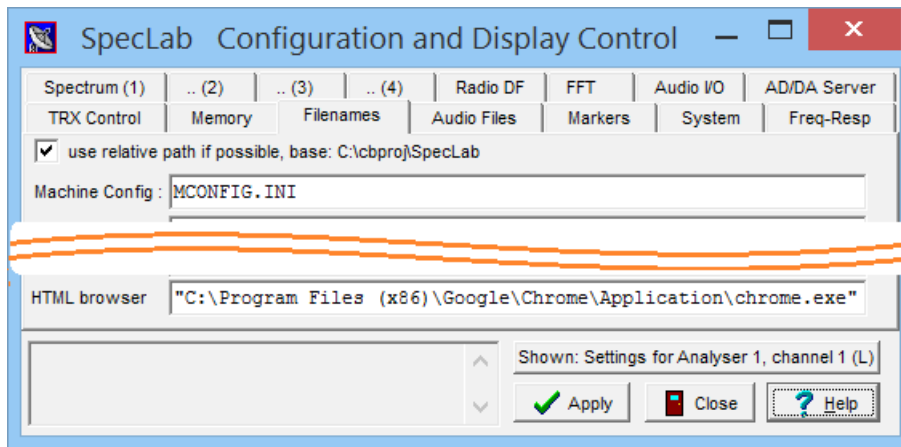 SpecLab Configuration and Display Control
Spectrum (1) .. (2) .. (3) .. (4) Radio DF FFT Audio I/O AD/DA Server
TRX Control Memory Filenames Audio Files Markers System Freq-Resp
use relative path if possible, base: C:\cbproj\SpecLab
Machine Config : MCONFIG.INI
HTML browser "C:\Program Files (x86)\Google\Chrome\Application\chrome.exe"
Shown: Settings for Analyser 1, channel 1 (L)
Apply Close Help